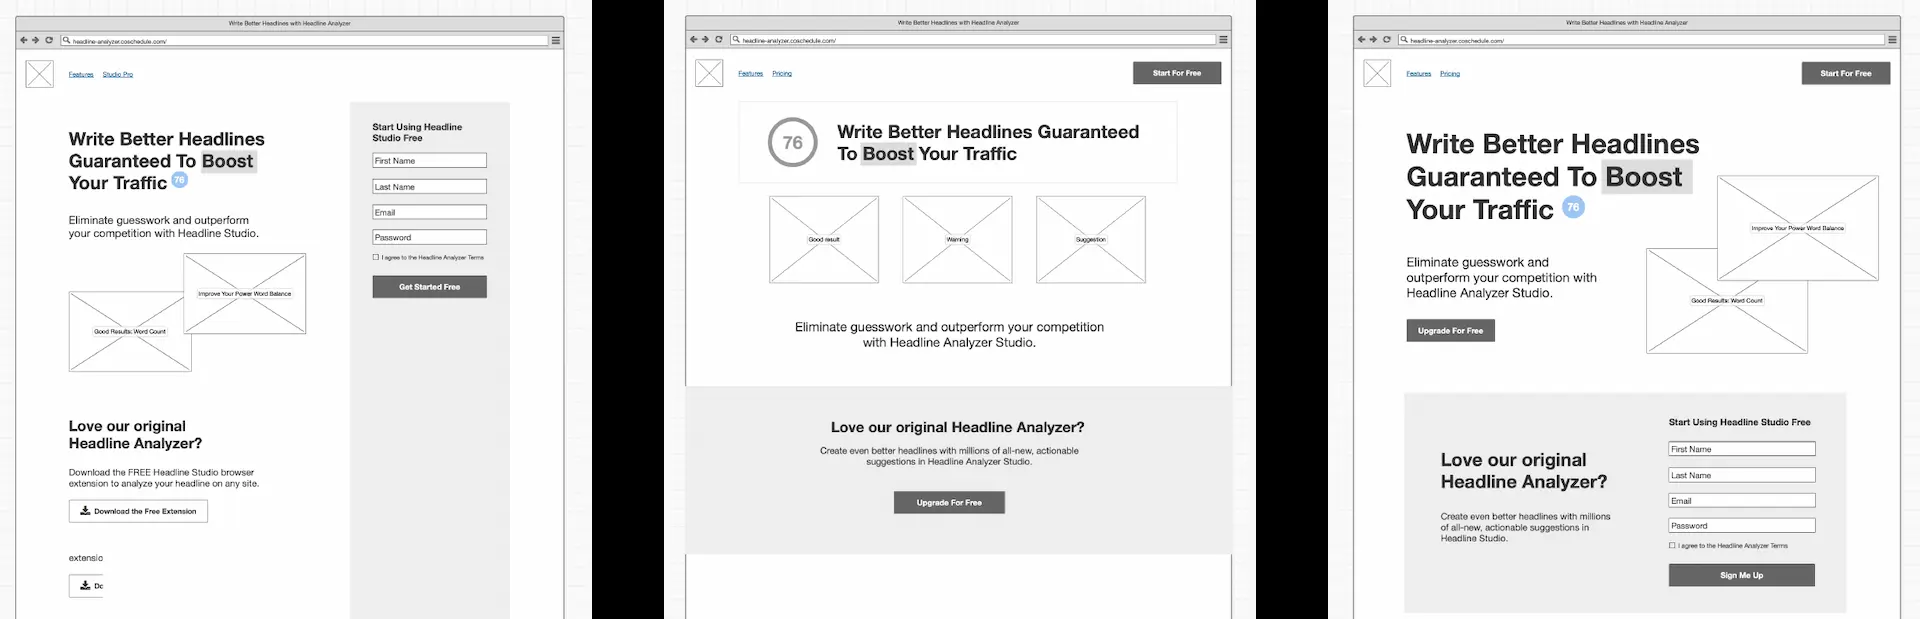 Write Better Headlines with Headline Analyzer
headline-analyzer.coschedule.com/
Features Studio Pro
Write Better Headlines
Guaranteed To Boost
Your Traffic 76
Eliminate guesswork and outperform
your competition with Headline Studio.
Improve Your Power Word Balance
Good Results: Word Count
Love our original
Headline Analyzer?
Download the FREE Headline Studio browser
extension to analyze your headline on any site.
Download the Free Extension
extensio
Do
Start Using Headline
Studio Free
First Name
Last Name
Email
Password
I agree to the Headline Analyzer Terms
Get Started Free
Write Better Headlines with Headline Analyzer
headline-analyzer.coschedule.com/
Features Pricing
Start For Free
76
Write Better Headlines Guaranteed
To Boost Your Traffic
Good result
Warning
Suggestion
Eliminate guesswork and outperform your competition
with Headline Analyzer Studio.
Love our original Headline Analyzer?
Create even better headlines with millions of all-new, actionable
suggestions in Headline Analyzer Studio.
Upgrade For Free
Write Better Headlines with Headline Analyzer
headline-analyzer.coschedule.com/
Features Pricing
Start For Free
Write Better Headlines
Guaranteed To Boost
Your Traffic 76
Eliminate guesswork and
outperform your competition with
Headline Analyzer Studio.
Upgrade For Free
Improve Your Power Word Balance
Good Results: Word Count
Love our original
Headline Analyzer?
Create even better headlines with millions
of all-new, actionable suggestions in
Headline Studio.
Start Using Headline Studio Free
First Name
Last Name
Email
Password
I agree to the Headline Analyzer Terms
Sign Me Up